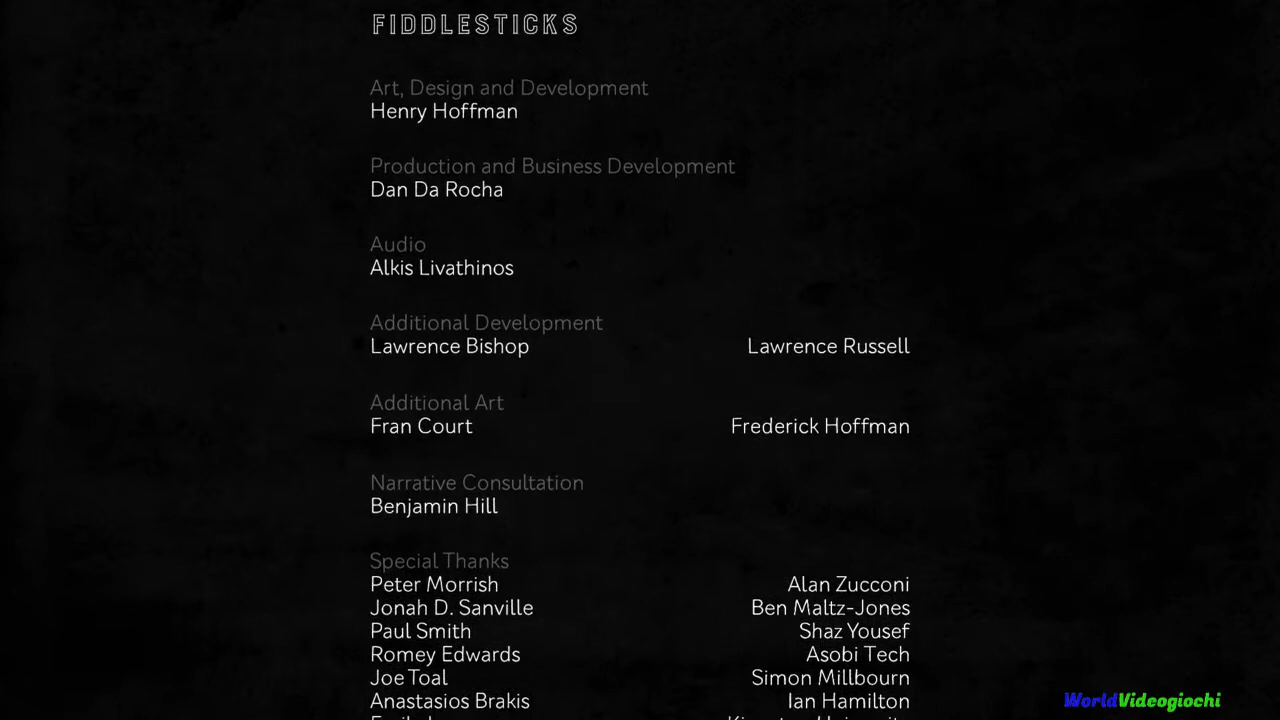 FIDDLESTICKS
Art, Design and Development
Henry Hoffman
Production and Business Development
Dan Da Rocha
Audio
Alkis Livathinos
Additional Development
Lawrence Bishop Lawrence Russell
Additional Art
Fran Court Frederick Hoffman
Narrative Consultation
Benjamin Hill
Special Thanks
Peter Morrish Alan Zucconi
Jonah D. Sanville Ben Maltz-Jones
Paul Smith Shaz Yousef
Romey Edwards Asobi Tech
Joe Toal Simon Millbourn
Anastasios Brakis Ian Hamilton
WorldVideogiochi